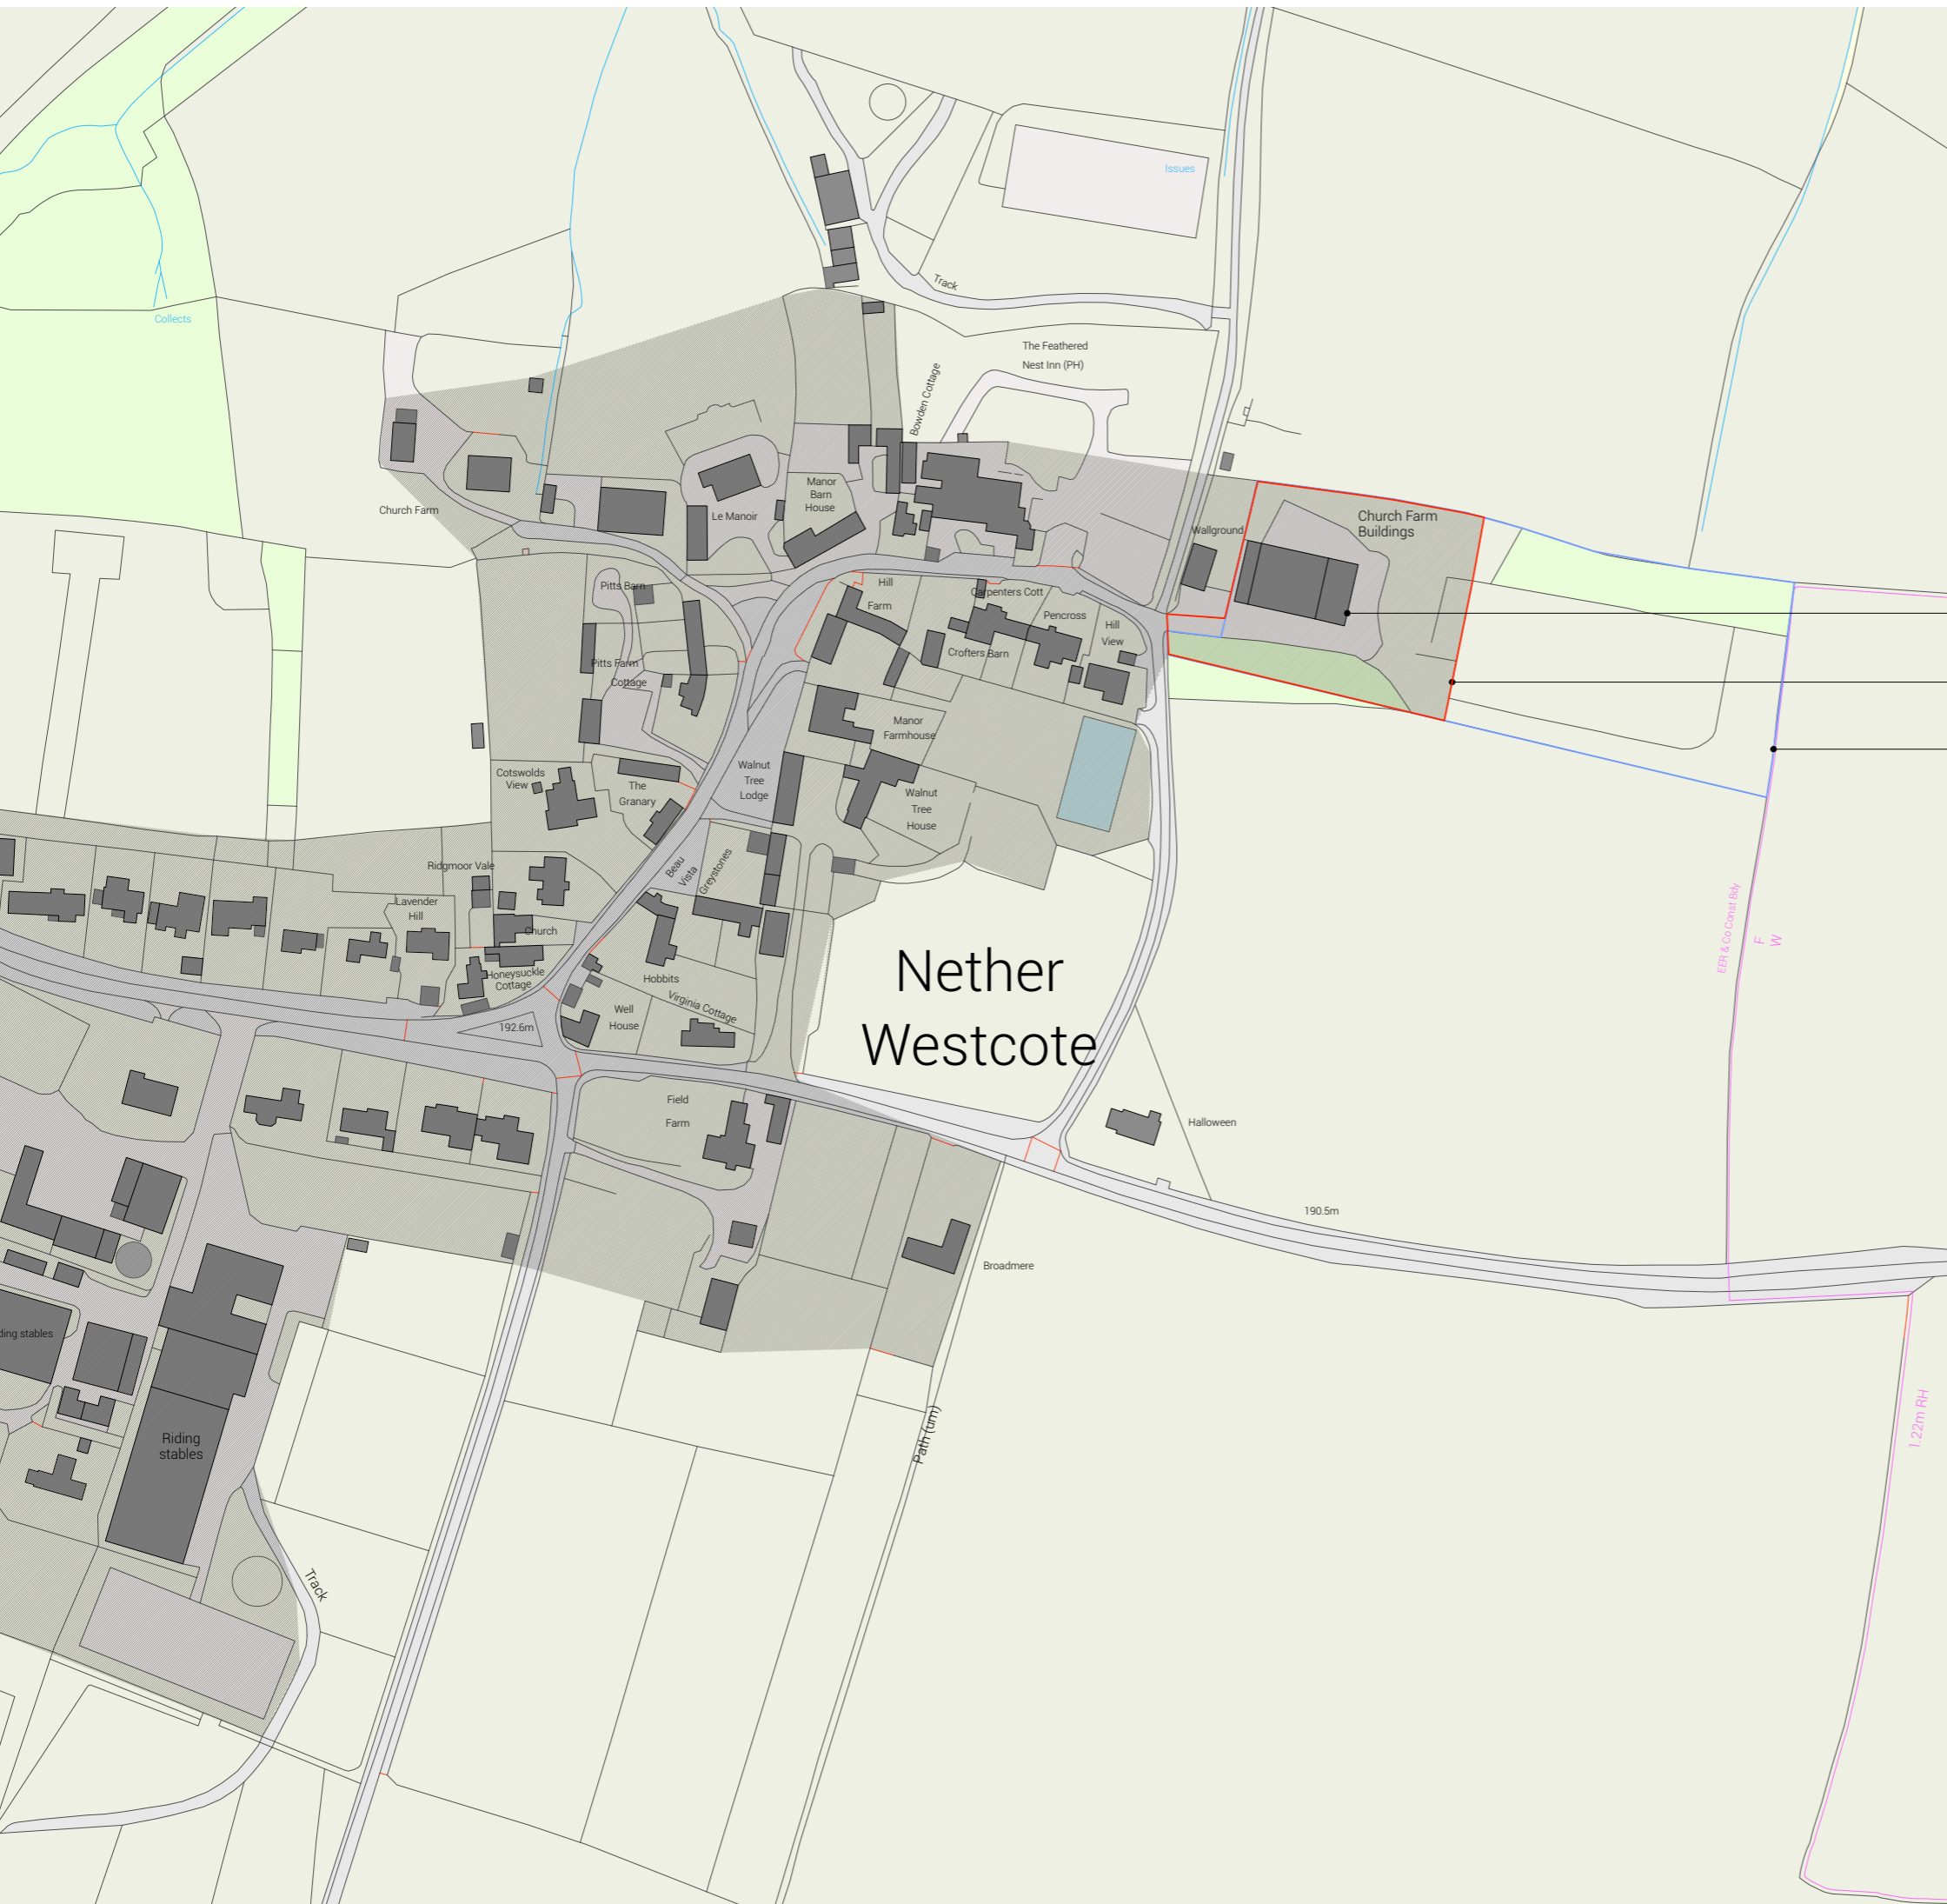 Issues
Track
Collects
The Feathered
Nest Inn (PH)
Bowden Cottage
Manor
Barn
House
Church Farm
Le Manoir
Wallground
Church Farm
Buildings
Pitts Barn
Hill
Farm
Carpenters Cott
Pencross
Hill
View
Crofters Barn
Pitts Farm
Cottage
Manor
Farmhouse
Walnut
Tree
Lodge
Cotswolds
View
The
Granary
Walnut
Tree
House
Ridgmoor Vale
Beau
Vista
Greystones
Lavender
Hill
Church
EER & Co Const Bdy
F
W
Nether
Westcote
Honeysuckle
Cottage
Hobbits
Virginia Cottage
Well
House
192.6m
Field
Farm
Halloween
190.5m
Broadmere
ding stables
Riding
stables
Path (um)
1.22m RH
Track